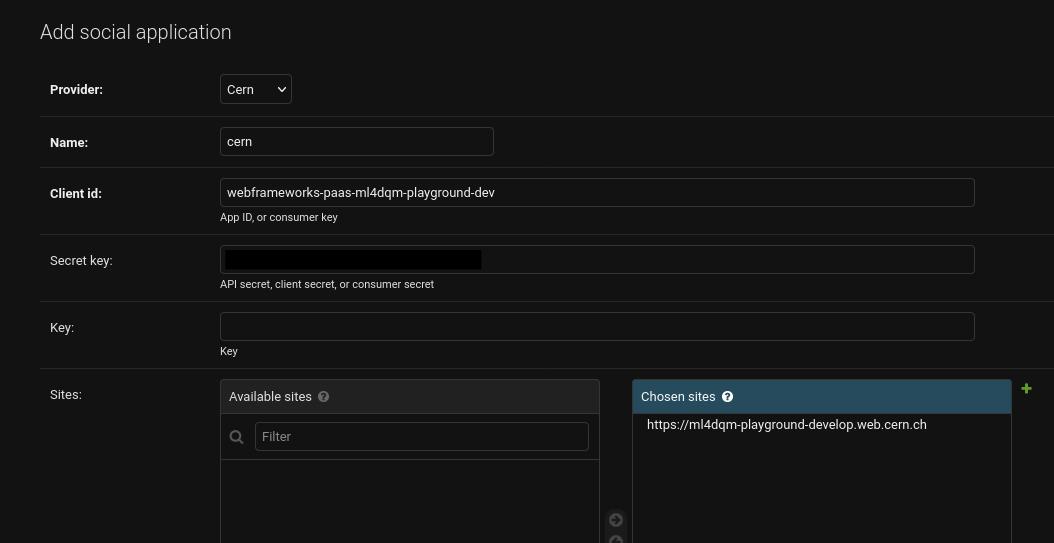 Add social application
Provider:
Cern
Name:
cern
Client id:
webframeworks-paas-ml4dqm-playground-dev
App ID, or consumer key
Secret key:
API secret, client secret, or consumer secret
Key:
Key
Sites:
Available sites ?
Filter
Chosen sites ?
https://ml4dqm-playground-develop.web.cern.ch